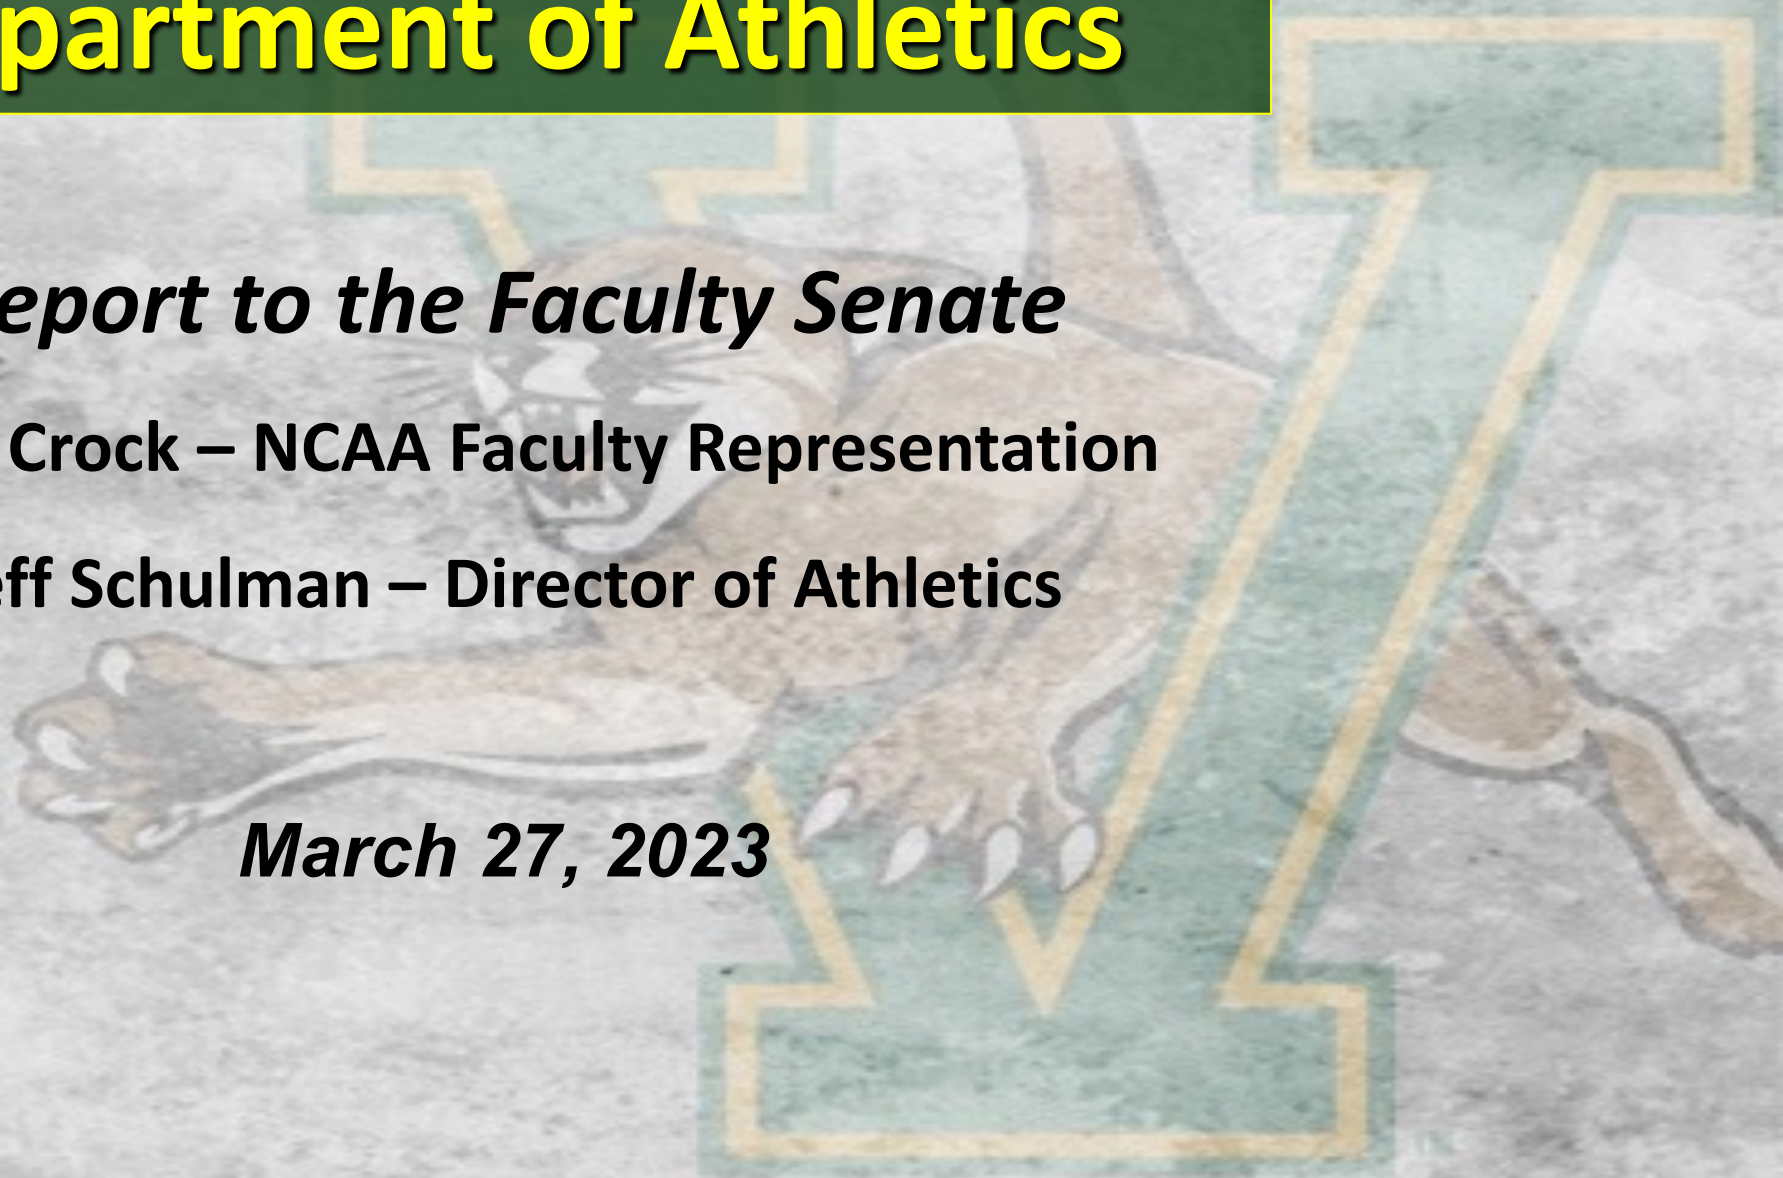 partment of Athletics
eport to the Faculty Senate
Crock – NCAA Faculty Representation
eff Schulman – Director of Athletics
March 27, 2023